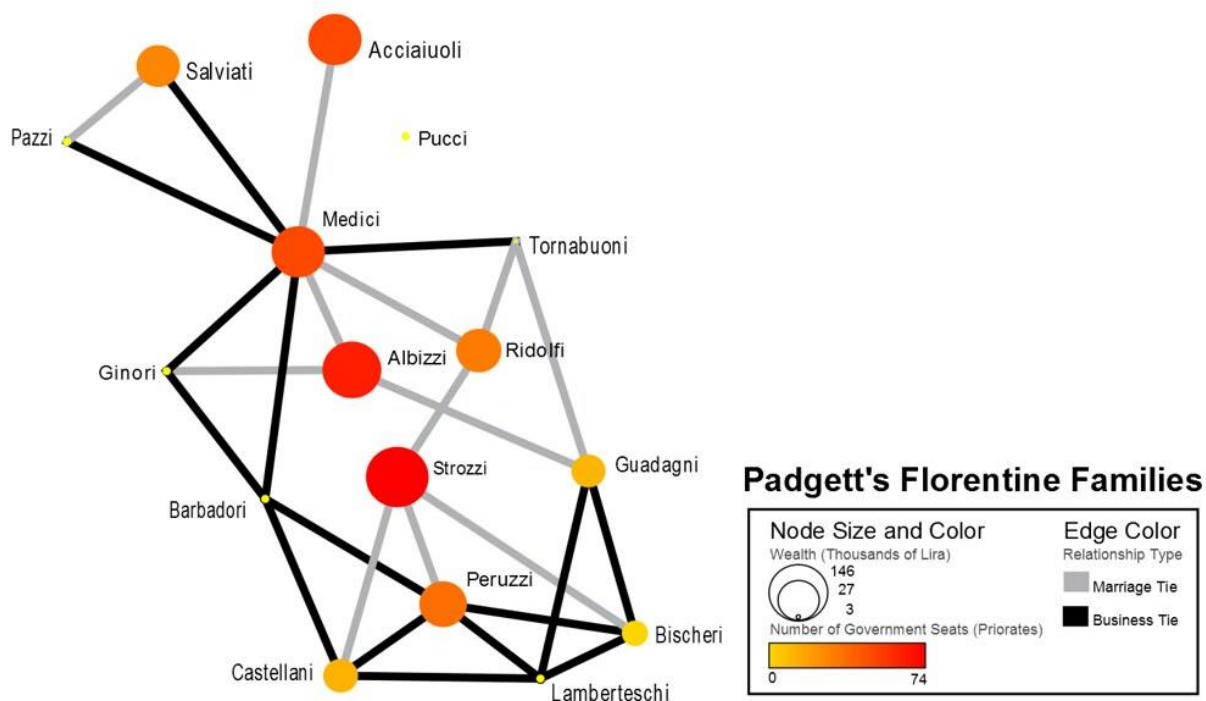 Acciaiuoli
Salviati
Pazzi
Pucci
Medici
Tornabuoni
Ridolfi
Albizzi
Ginori
Guadagni
Strozzi
Barbadori
Peruzzi
Bischeri
Castellani
Lamberteschi
Padgett's Florentine Families
Node Size and Color
Wealth (Thousands of Lira)
146
27
3
Number of Government Seats (Priorates)
0 74
Edge Color
Relationship Type
Marriage Tie
Business Tie